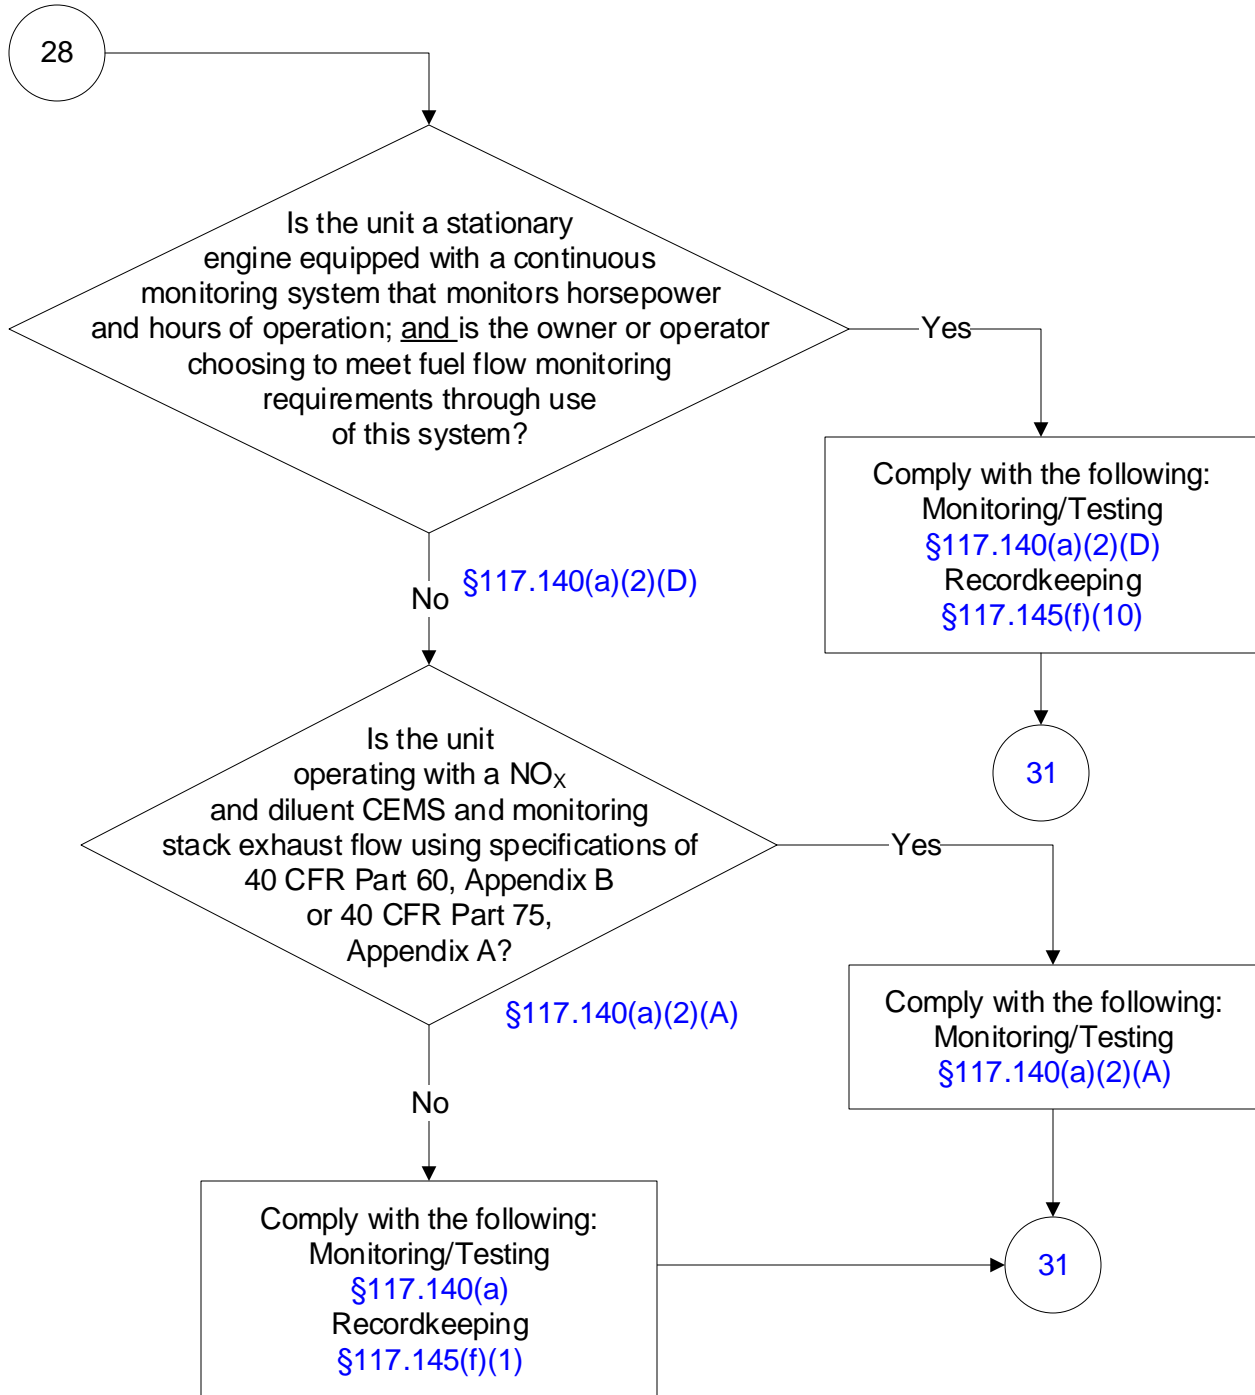 28
Is the unit a stationary
engine equipped with a continuous
monitoring system that monitors horsepower
and hours of operation; and is the owner or operator
choosing to meet fuel flow monitoring
requirements through use
of this system?
Yes
Comply with the following:
Monitoring/Testing
§117.140(a)(2)(D)
Recordkeeping
§117.145(f)(10)
31
§117.140(a)(2)(D)
No
Is the unit
operating with a NOX
and diluent CEMS and monitoring
stack exhaust flow using specifications of
40 CFR Part 60, Appendix B
or 40 CFR Part 75,
Appendix A?
Yes
Comply with the following:
Monitoring/Testing
§117.140(a)(2)(A)
31
§117.140(a)(2)(A)
No
Comply with the following:
Monitoring/Testing
§117.140(a)
Recordkeeping
§117.145(f)(1)